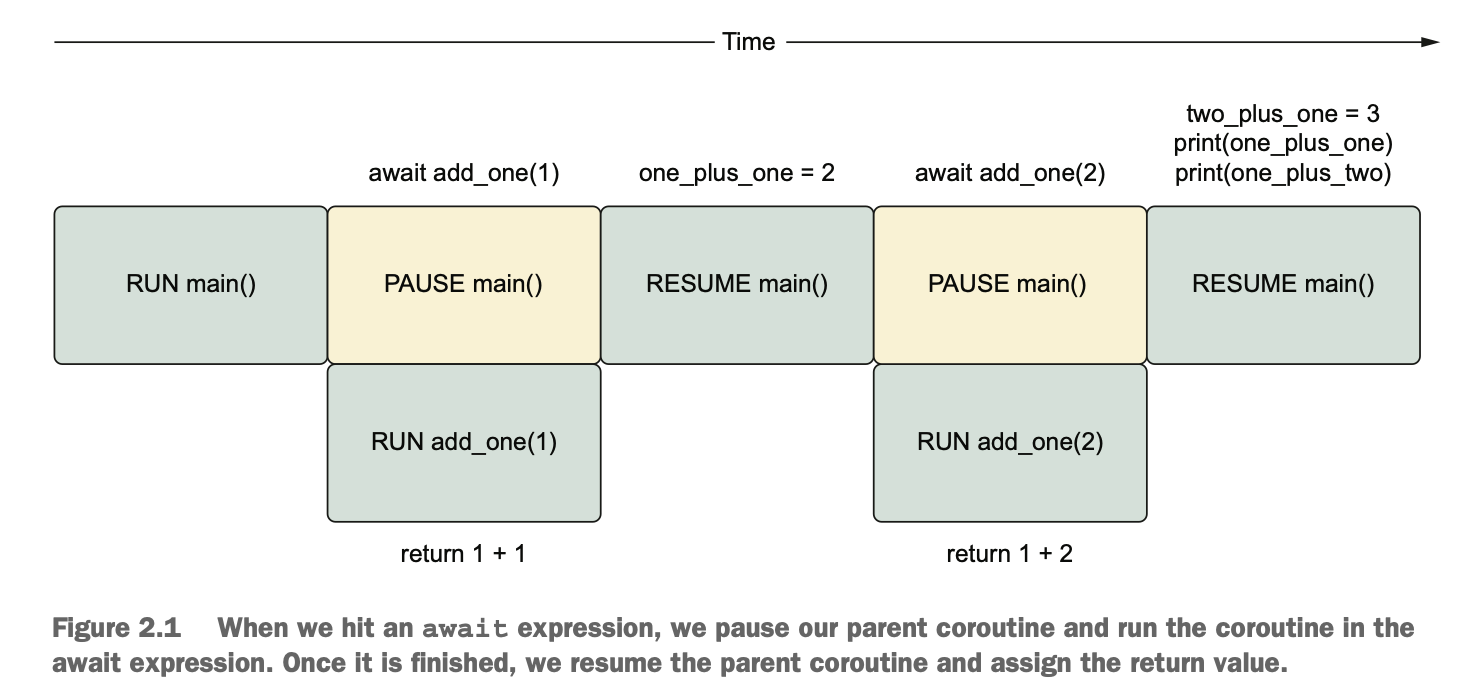 Time
two_plus_one = 3
print(one_plus_one)
print(one_plus_two)
await add_one(1)
one_plus_one = 2
await add_one(2)
RUN main()
PAUSE main()
RESUME main()
PAUSE main()
RESUME main()
RUN add_one(1)
RUN add_one(2)
return 1 + 1
return 1 + 2
Figure 2.1 When we hit an await expression, we pause our parent coroutine and run the coroutine in the
await expression. Once it is finished, we resume the parent coroutine and assign the return value.